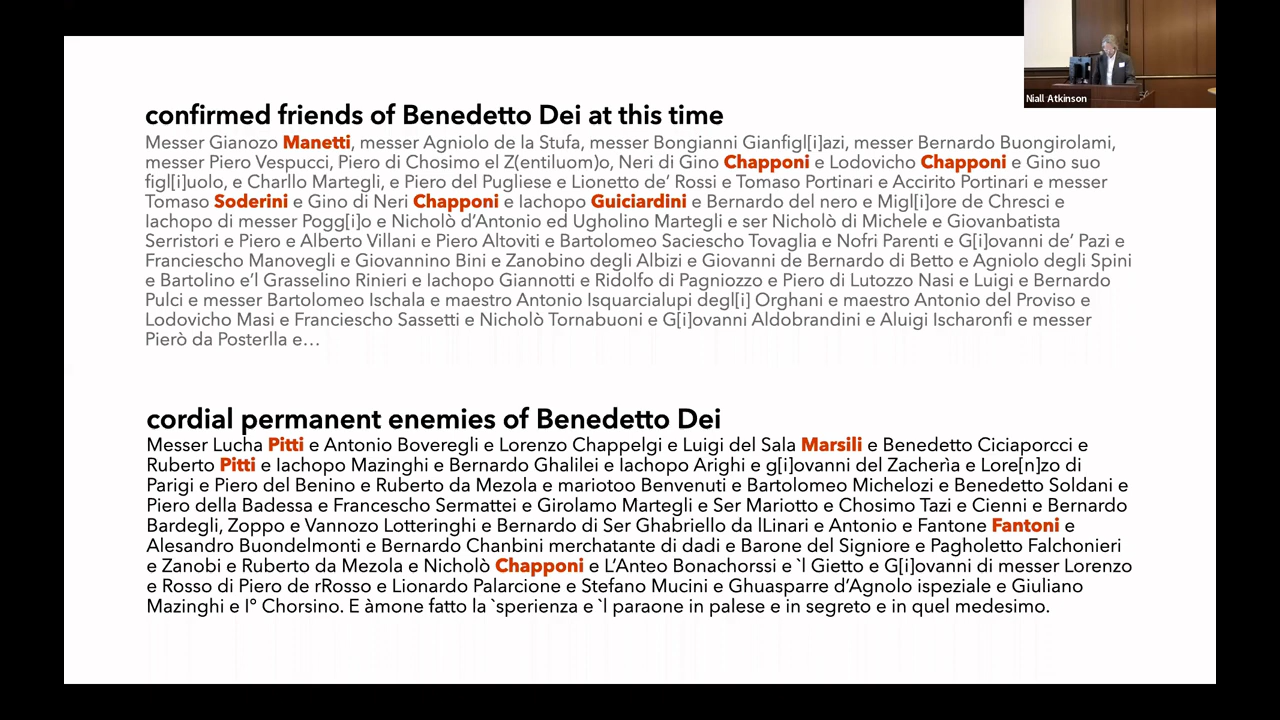 Niall Atkinson
confirmed friends of Benedetto Dei at this time
Messer Gianozo Manetti, messer Agniolo de la Stufa, messer Bongianni Gianfigl[i]azi, messer Bernardo Buongirolami,
messer Piero Vespucci, Piero di Chosimo el Z(entiluom)o, Neri di Gino Chapponi e Lodovicho Chapponi e Gino suo
figl[i]uolo, e Charllo Martegli, e Piero del Pugliese e Lionetto de’ Rossi e Tomaso Portinari e Accirito Portinari e messer
Tomaso Soderini e Gino di Neri Chapponi e Iachopo Guiciardini e Bernardo del nero e Migl[i]ore de Chresci e
Iachopo di messer Pogg[i]o e Nicholò d’Antonio ed Ugholino Martegli e ser Nicholò di Michele e Giovanbatista
Serristori e Piero e Alberto Villani e Piero Altoviti e Bartolomeo Saciescho Tovaglia e Nofri Parenti e G[i]ovanni de’ Pazi e
Franciescho Manovegli e Giovannino Bini e Zanobino degli Albizi e Giovanni de Bernardo di Betto e Agniolo degli Spini
e Bartolino e’l Grasselino Rinieri e Iachopo Giannotti e Ridolfo di Pagniozzo e Piero di Lutozzo Nasi e Luigi e Bernardo
Pulci e messer Bartolomeo Ischala e maestro Antonio Isquarcialupi degl[i] Orghani e maestro Antonio del Proviso e
Lodovicho Masi e Franciescho Sassetti e Nicholò Tornabuoni e G[i]ovanni Aldobrandini e Aluigi Ischaronfi e messer
Pierò da Posterlla e…
cordial permanent enemies of Benedetto Dei
Messer Lucha Pitti e Antonio Boveregli e Lorenzo Chappelgi e Luigi del Sala Marsili e Benedetto Ciciaporcci e
Ruberto Pitti e Iachopo Mazinghi e Bernardo Ghalilei e Iachopo Arighi e g[i]ovanni del Zacherìa e Lore[n]zo di
Parigi e Piero del Benino e Ruberto da Mezola e mariotoo Benvenuti e Bartolomeo Michelozi e Benedetto Soldani e
Piero della Badessa e Francescho Sermattei e Girolamo Martegli e Ser Mariotto e Chosimo Tazi e Cienni e Bernardo
Bardegli, Zoppo e Vannozo Lotteringhi e Bernardo di Ser Ghabriello da lLinari e Antonio e Fantone Fantoni e
Alesandro Buondelmonti e Bernardo Chanbini merchatante di dadi e Barone del Signiore e Pagholetto Falchonieri
e Zanobi e Ruberto da Mezola e Nicholò Chapponi e L’Anteo Bonachorssi e `l Gietto e G[i]ovanni di messer Lorenzo
e Rosso di Piero de rRosso e Lionardo Palarcione e Stefano Mucini e Ghuasparre d’Agnolo ispeziale e Giuliano
Mazinghi e I° Chorsino. E àmone fatto la `sperienza e `l paraone in palese e in segreto e in quel medesimo.